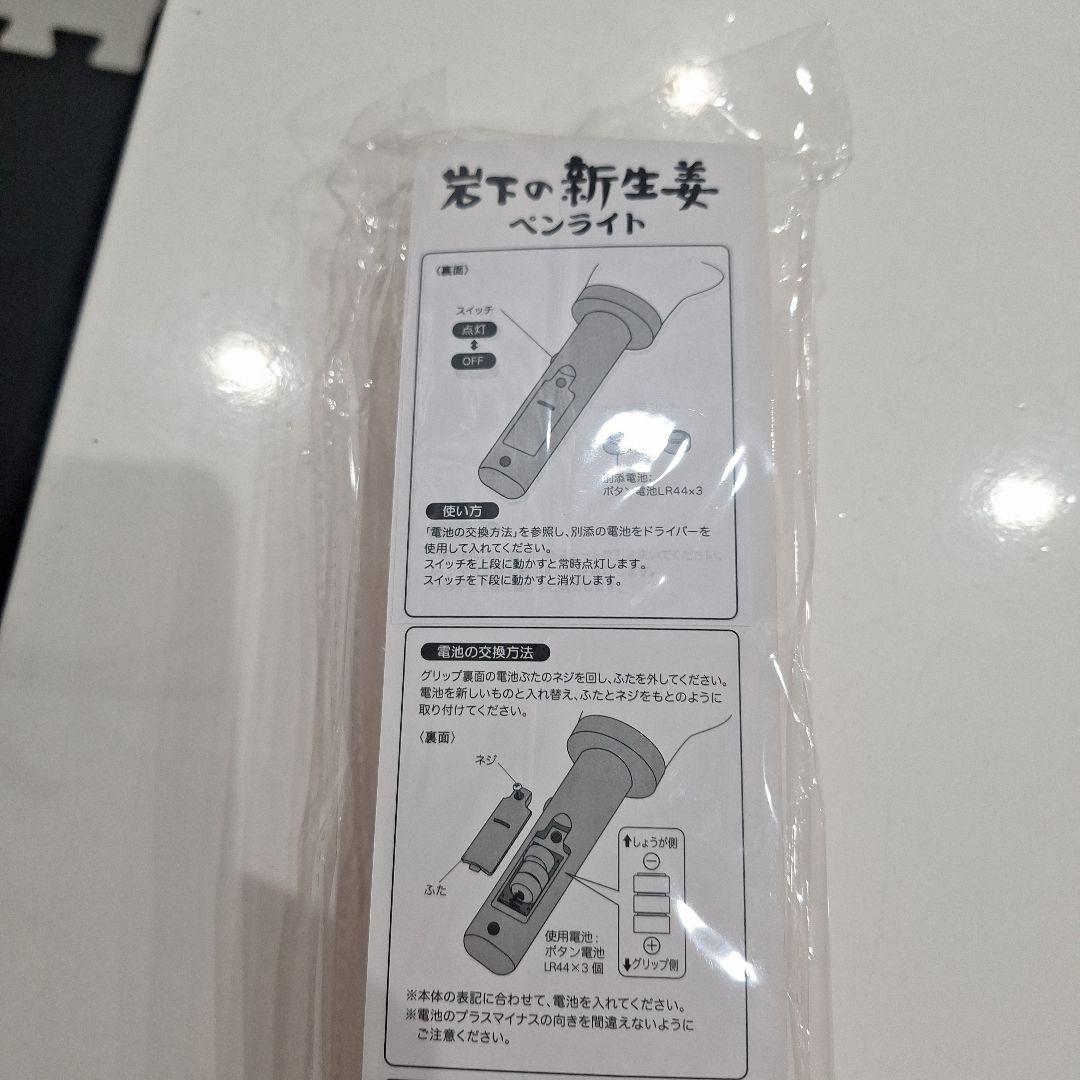 岩下の新生姜
ペンライト
〈裏面〉
スイッチ
点灯
OFF
別添電池:
ボタン電池LR44×3
使い方
「電池の交換方法」を参照し、別添の電池をドライバーを
使用して入れてください。
スイッチを上段に動かすと常時点灯します。
スイッチを下段に動かすと消灯します。
電池の交換方法
グリップ裏面の電池ぶたのネジを回し、ふたを外してください。
電池を新しいものと入れ替え、ふたとネジをもとのように
取り付けてください。
〈裏面〉
ネジ
ふた
⬆しょうが側
⊖
⊕
⬇グリップ側
使用電池:
ボタン電池
LR44×3個
※本体の表記に合わせて、電池を入れてください。
※電池のプラスマイナスの向きを間違えないように
ご注意ください。